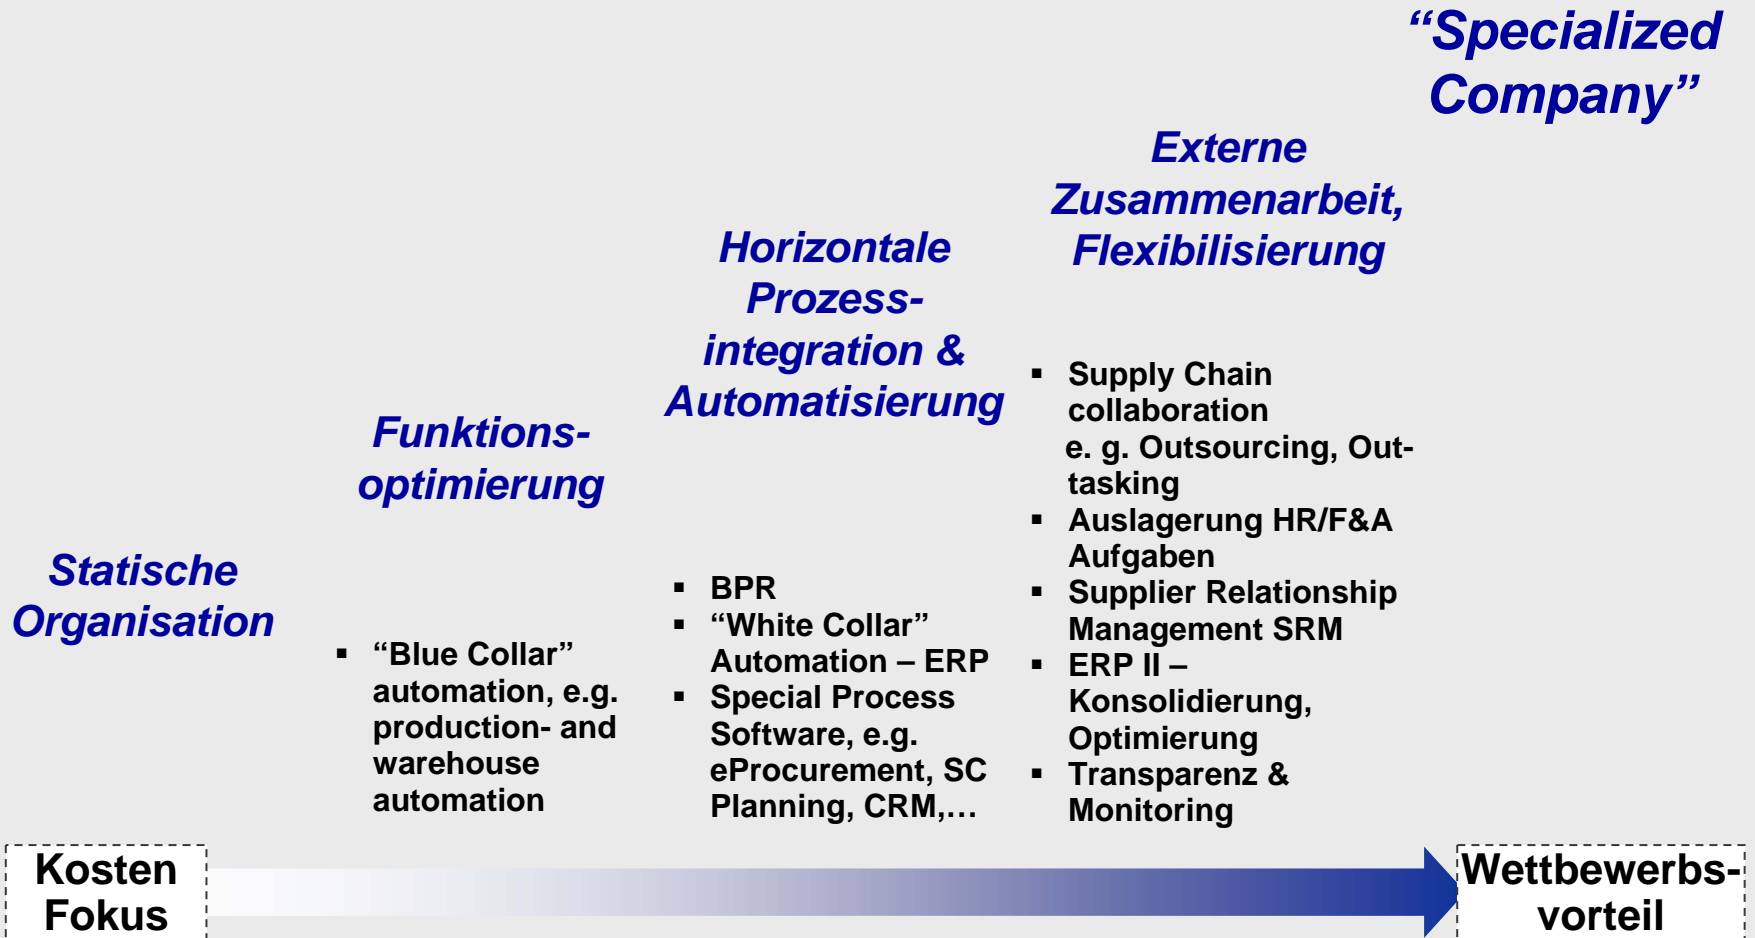 “Specialized
Company”
Externe
Zusammenarbeit,
Flexibilisierung
Horizontale
Prozess-
integration &
Automatisierung
Funktions-
optimierung
Statische
Organisation
▪ “Blue Collar”
automation, e.g.
production- and
warehouse
automation
▪ BPR
▪ “White Collar”
Automation – ERP
▪ Special Process
Software, e.g.
eProcurement, SC
Planning, CRM,…
▪ Supply Chain
collaboration
e. g. Outsourcing, Out-
tasking
▪ Auslagerung HR/F&A
Aufgaben
▪ Supplier Relationship
Management SRM
▪ ERP II –
Konsolidierung,
Optimierung
▪ Transparenz &
Monitoring
Kosten
Fokus
Wettbewerbs-
vorteil